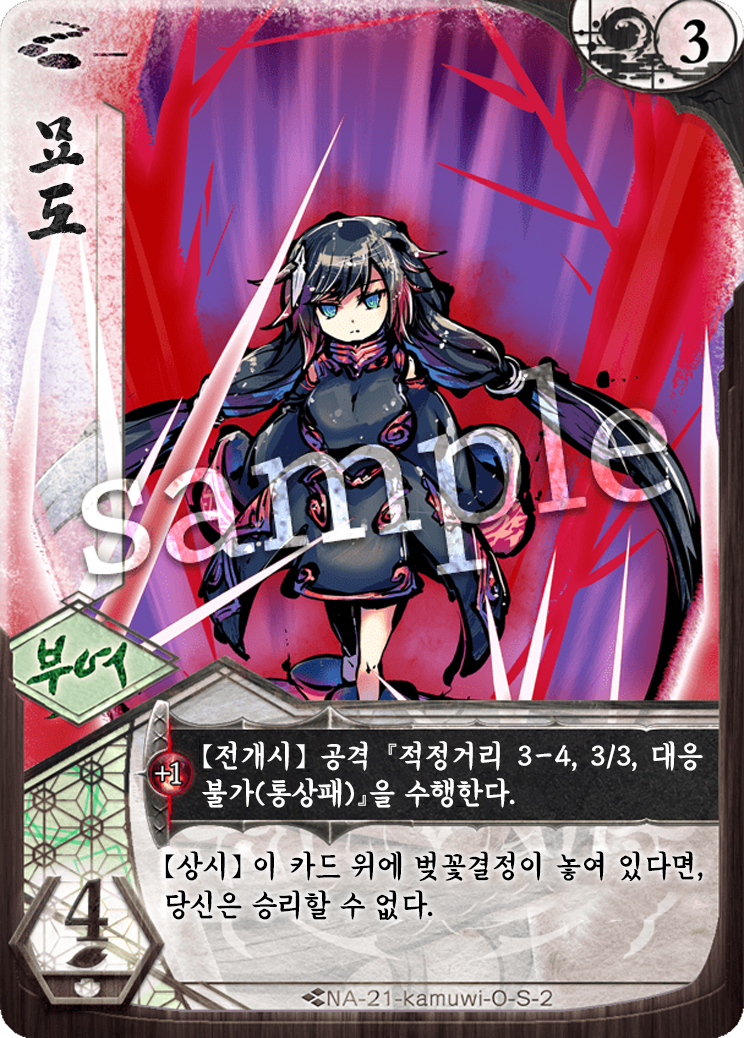 3
묘도
sample
부여
+1
【전개시】 공격 『적정거리 3-4, 3/3, 대응
불가(통상패)』을 수행한다.
【상시】 이 카드 위에 벚꽃결정이 놓여 있다면,
당신은 승리할 수 없다.
4
NA-21-kamuwi-O-S-2